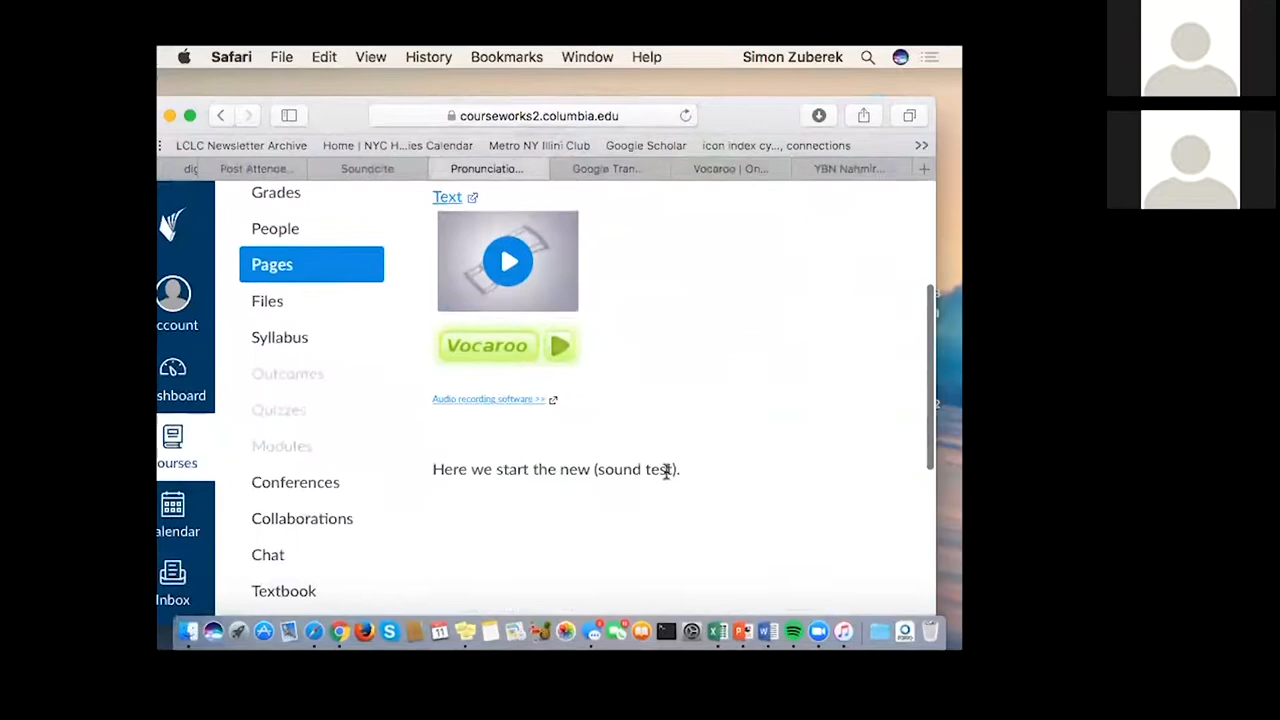 Safari File Edit View History Bookmarks Window Help Simon Zuberek
courseworks2.columbia.edu
LCLC Newsletter Archive Home | NYC H...ies Calendar Metro NY Illini Club Google Scholar icon index cy..., connections >>
dig Post Attende... Soundcite Pronunciatio... Google Tran... Vocaroo | On... YBN Nahmir... +
Grades
People
Pages
Files
Syllabus
Outcomes
Quizzes
Modules
Conferences
Collaborations
Chat
Textbook
ccount
shboard
ourses
alendar
Inbox
Text
Vocaroo
Audio recording software >>
Here we start the new (sound test).
11